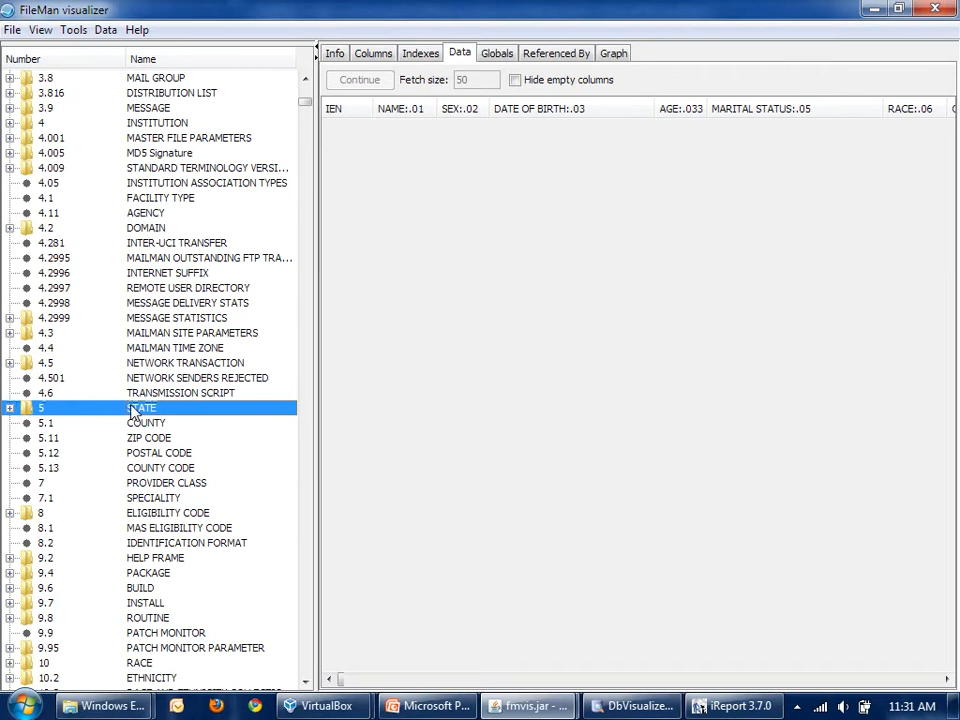 FileMan visualizer
File View Tools Data Help
Number Name
3.8 MAIL GROUP
3.816 DISTRIBUTION LIST
3.9 MESSAGE
4 INSTITUTION
4.001 MASTER FILE PARAMETERS
4.005 MD5 Signature
4.009 STANDARD TERMINOLOGY VERSI...
4.05 INSTITUTION ASSOCIATION TYPES
4.1 FACILITY TYPE
4.11 AGENCY
4.2 DOMAIN
4.281 INTER-UCI TRANSFER
4.2995 MAILMAN OUTSTANDING FTP TRA...
4.2996 INTERNET SUFFIX
4.2997 REMOTE USER DIRECTORY
4.2998 MESSAGE DELIVERY STATS
4.2999 MESSAGE STATISTICS
4.3 MAILMAN SITE PARAMETERS
4.4 MAILMAN TIME ZONE
4.5 NETWORK TRANSACTION
4.501 NETWORK SENDERS REJECTED
4.6 TRANSMISSION SCRIPT
5 STATE
5.1 COUNTY
5.11 ZIP CODE
5.12 POSTAL CODE
5.13 COUNTY CODE
7 PROVIDER CLASS
7.1 SPECIALITY
8 ELIGIBILITY CODE
8.1 MAS ELIGIBILITY CODE
8.2 IDENTIFICATION FORMAT
9.2 HELP FRAME
9.4 PACKAGE
9.6 BUILD
9.7 INSTALL
9.8 ROUTINE
9.9 PATCH MONITOR
9.95 PATCH MONITOR PARAMETER
10 RACE
10.2 ETHNICITY
Info Columns Indexes Data Globals Referenced By Graph
Continue Fetch size: 50 Hide empty columns
IEN NAME:.01 SEX:.02 DATE OF BIRTH:.03 AGE:.033 MARITAL STATUS:.05 RACE:.06
Windows E... VirtualBox Microsoft P... fmvis.jar - ... DbVisualize... iReport 3.7.0 11:31 AM